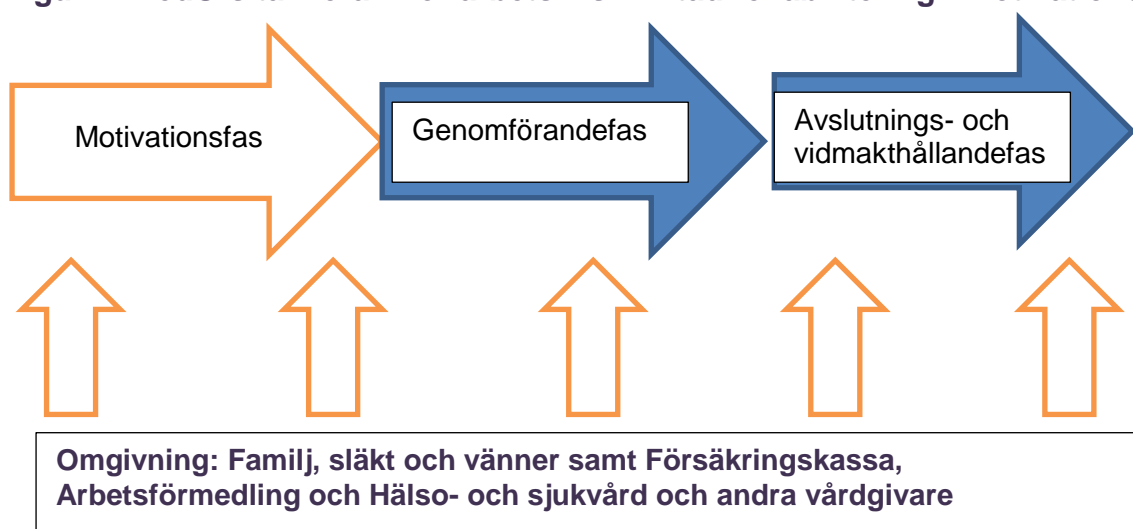 Motivationsfas
Genomförandefas
Avslutnings- och
vidmakthållandefas
Omgivning: Familj, släkt och vänner samt Försäkringskassa,
Arbetsförmedling och Hälso- och sjukvård och andra vårdgivare